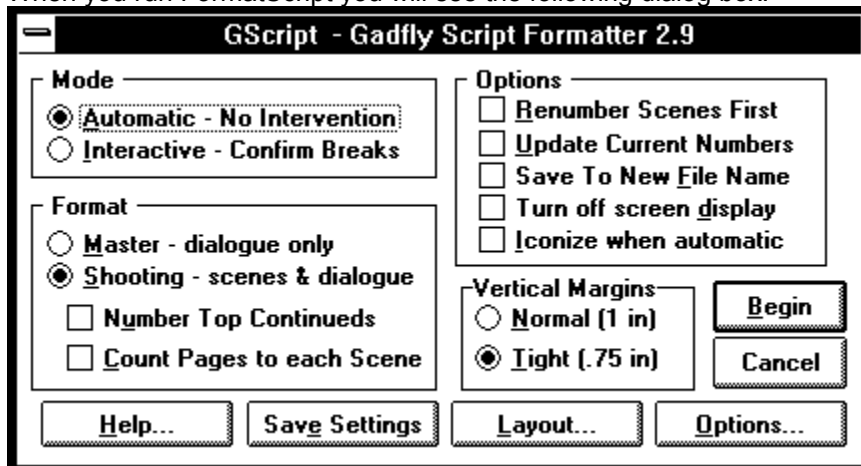 When you run FormatScript you will see the following dialog box:
GScript - Gadfly Script Formatter 2.9
Mode
Automatic - No Intervention
Interactive - Confirm Breaks
Format
Master - dialogue only
Shooting - scenes & dialogue
Number Top Continueds
Count Pages to each Scene
Options
Renumber Scenes First
Update Current Numbers
Save To New File Name
Turn off screen display
Iconize when automatic
Vertical Margins
Normal (1 in)
Tight (.75 in)
Begin
Cancel
Help...
Save Settings
Layout...
Options...